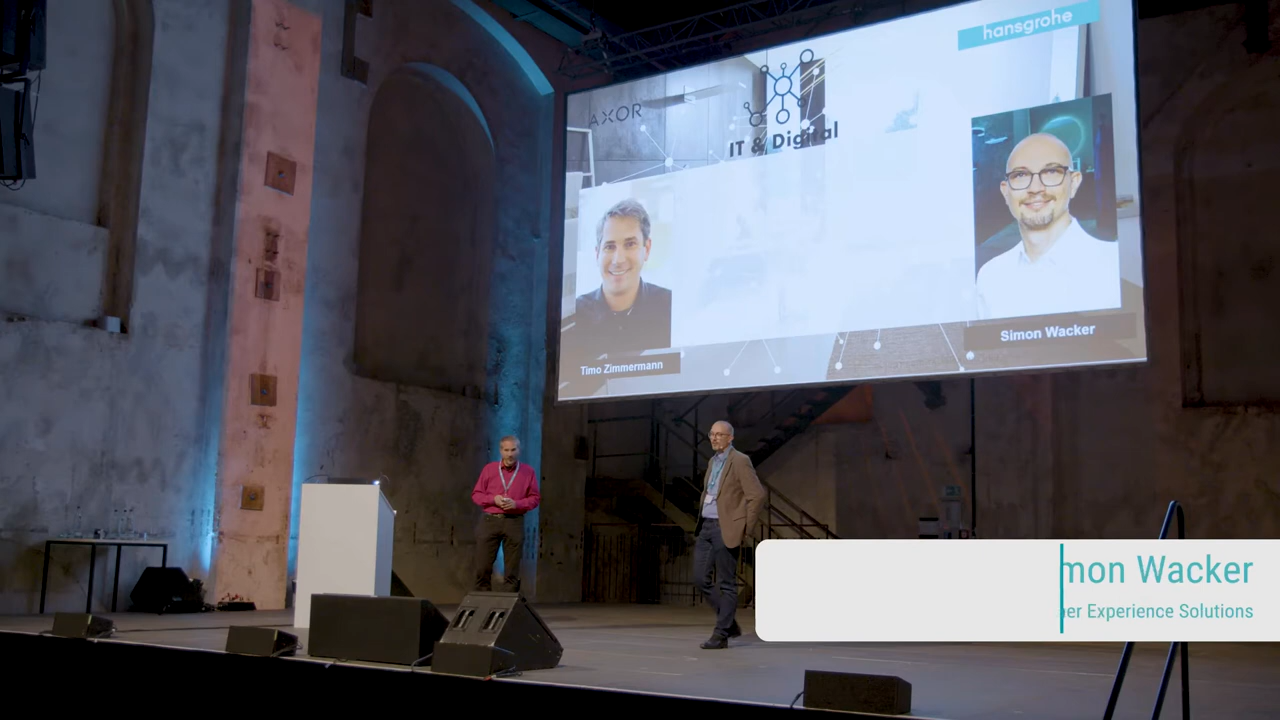 hansgrohe
AXOR
IT & Digital
Simon Wacker
Timo Zimmermann
mon Wacker
er Experience Solutions